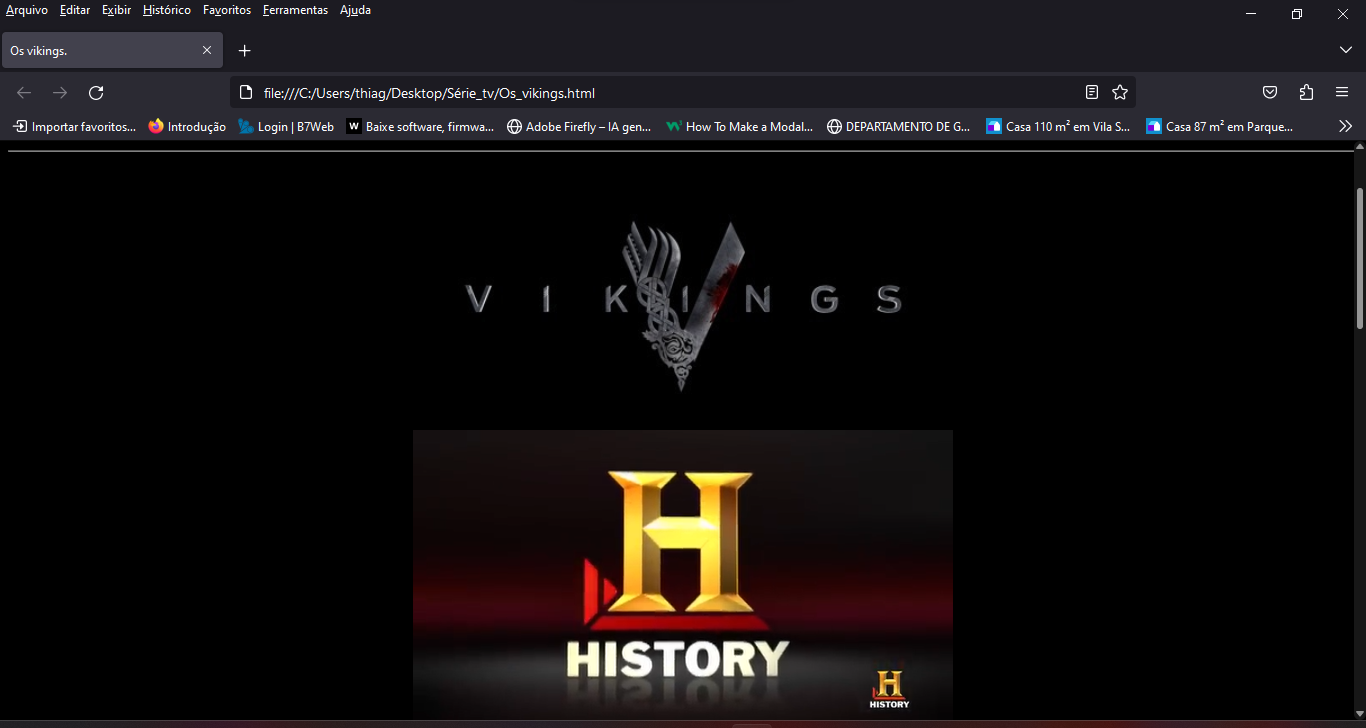 Arquivo Editar Exibir Histórico Favoritos Ferramentas Ajuda
Os vikings.
file:///C:/Users/thiag/Desktop/Série_tv/Os_vikings.html
Importar favoritos... Introdução Login | B7Web W Baixe software, firmwa... Adobe Firefly – IA gen... How To Make a Modal... DEPARTAMENTO DE G... Casa 110 m² em Vila S... Casa 87 m² em Parque...
VIKINGS
H
HISTORY
H
HISTORY